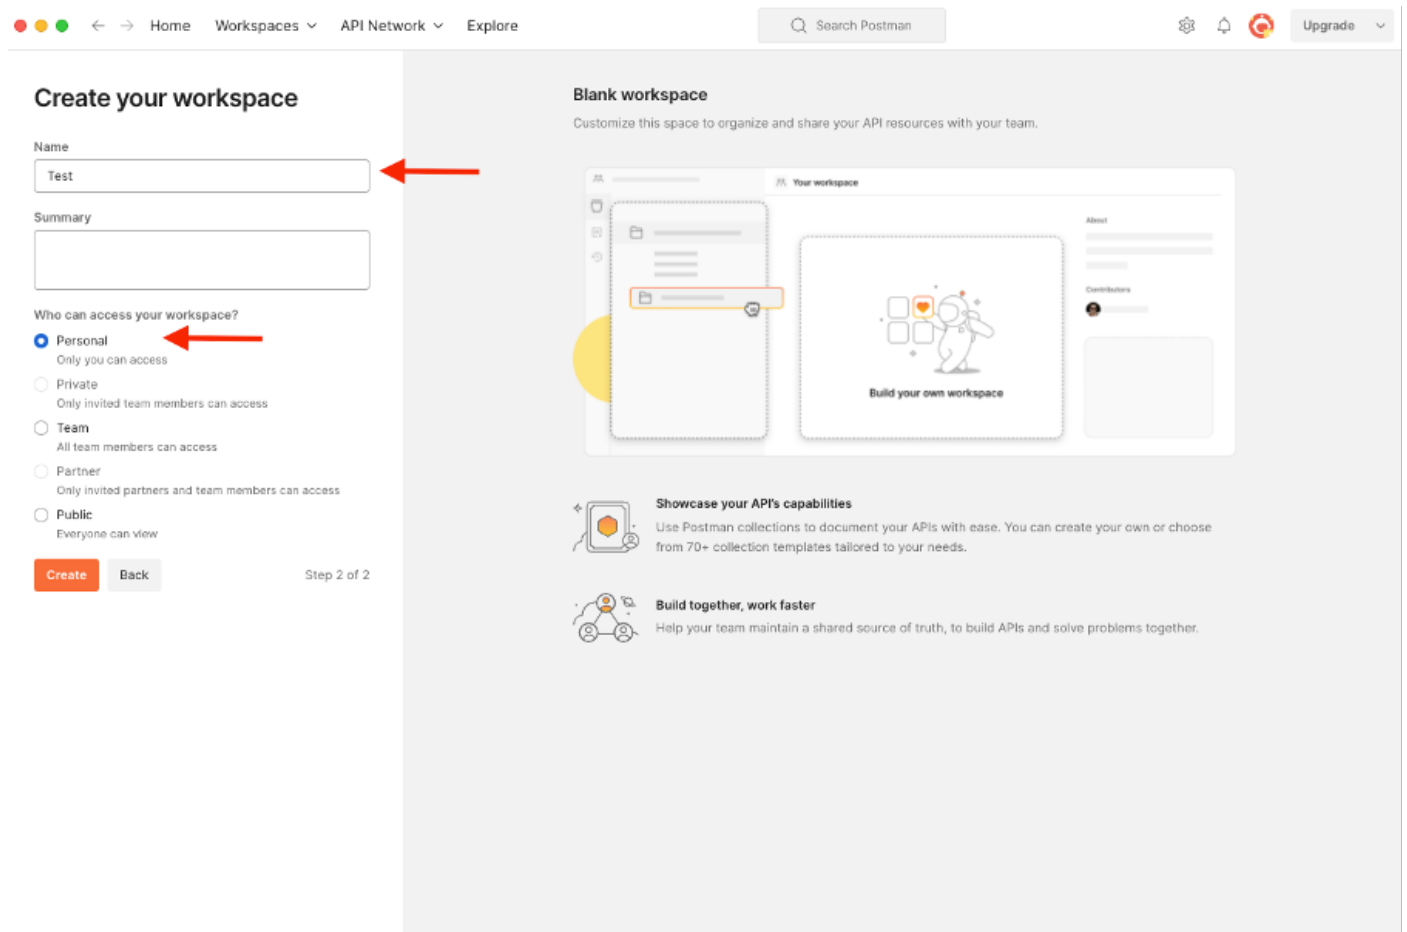 Home Workspaces API Network Explore Search Postman Upgrade
Create your workspace
Name
Test
Summary
Who can access your workspace?
Personal
Only you can access
Private
Only invited team members can access
Team
All team members can access
Partner
Only invited partners and team members can access
Public
Everyone can view
Create Back Step 2 of 2
Blank workspace
Customize this space to organize and share your API resources with your team.
Your workspace
About
Contributors
Build your own workspace
Showcase your API's capabilities
Use Postman collections to document your APIs with ease. You can create your own or choose
from 70+ collection templates tailored to your needs.
Build together, work faster
Help your team maintain a shared source of truth, to build APIs and solve problems together.